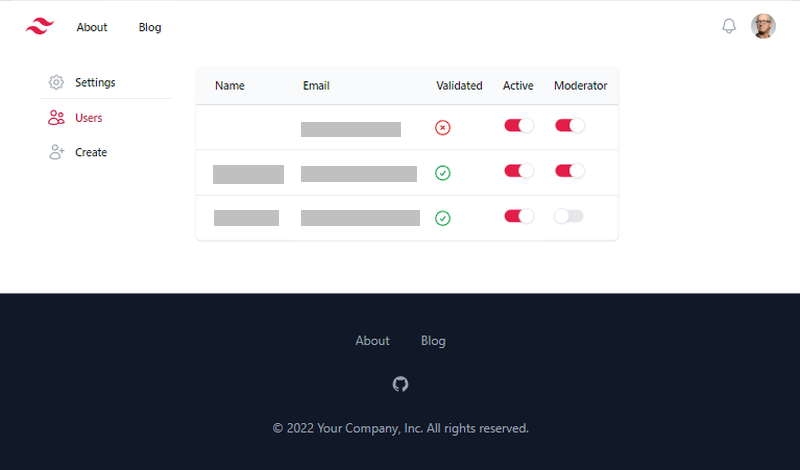 About Blog
Settings
Users
Create
Name Email Validated Active Moderator
About Blog
© 2022 Your Company, Inc. All rights reserved.